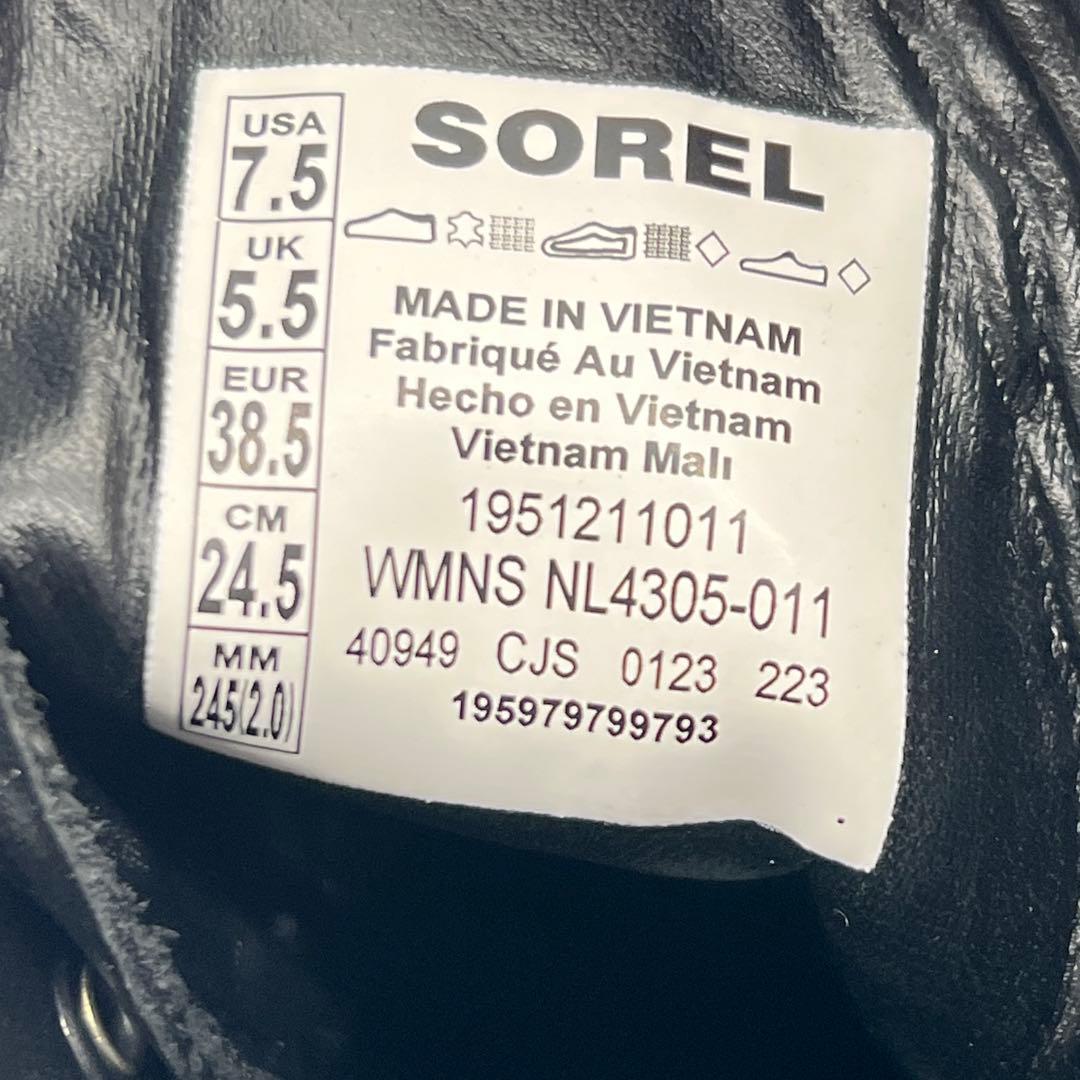 USA
7.5
UK
5.5
EUR
38.5
CM
24.5
MM
245(2.0)
SOREL
MADE IN VIETNAM
Fabriqué Au Vietnam
Hecho en Vietnam
Vietnam Malı
1951211011
WMNS NL4305-011
40949 CJS 0123 223
195979799793